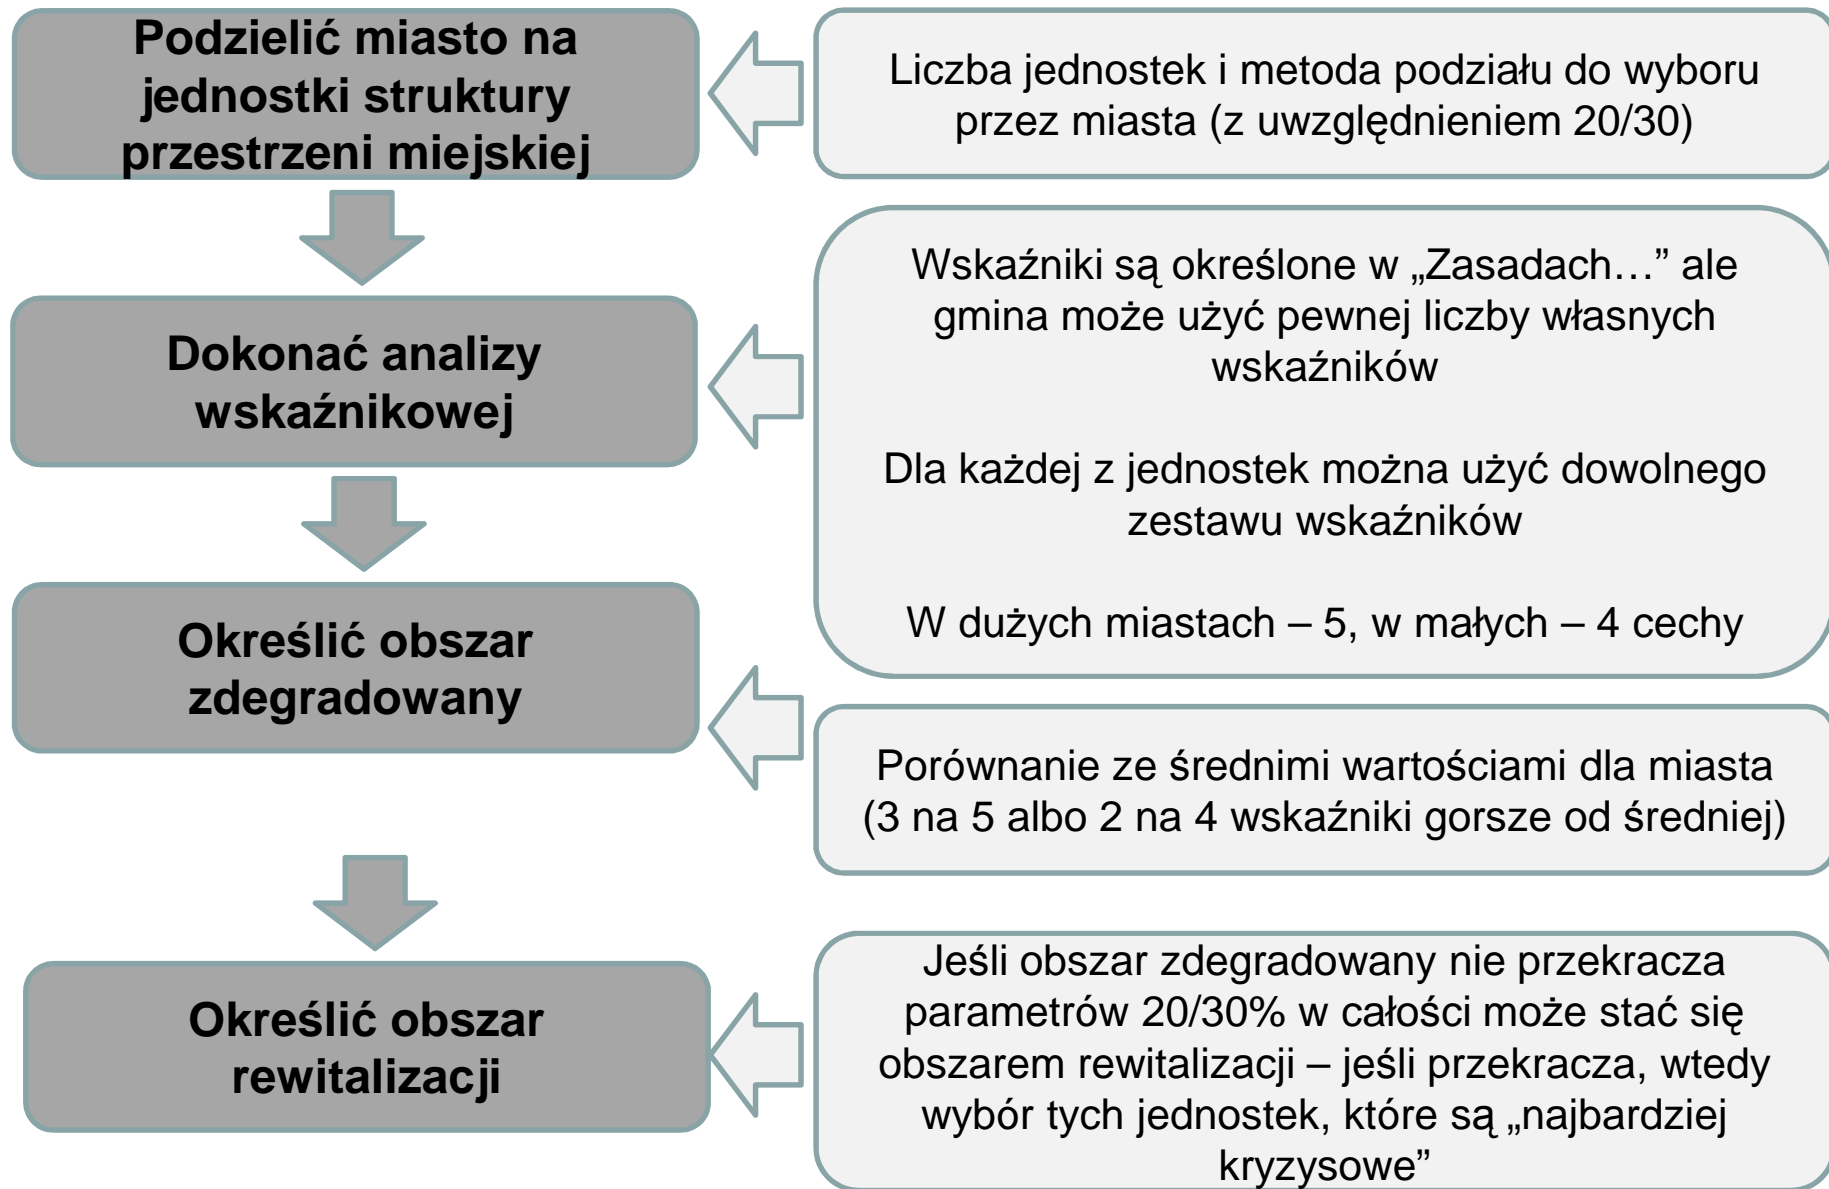 Podzielić miasto na
jednostki struktury
przestrzeni miejskiej
Liczba jednostek i metoda podziału do wyboru
przez miasta (z uwzględnieniem 20/30)
Dokonać analizy
wskaźnikowej
Wskaźniki są określone w „Zasadach…” ale
gmina może użyć pewnej liczby własnych
wskaźników
Dla każdej z jednostek można użyć dowolnego
zestawu wskaźników
W dużych miastach – 5, w małych – 4 cechy
Określić obszar
zdegradowany
Porównanie ze średnimi wartościami dla miasta
(3 na 5 albo 2 na 4 wskaźniki gorsze od średniej)
Określić obszar
rewitalizacji
Jeśli obszar zdegradowany nie przekracza
parametrów 20/30% w całości może stać się
obszarem rewitalizacji – jeśli przekracza, wtedy
wybór tych jednostek, które są „najbardziej
kryzysowe”